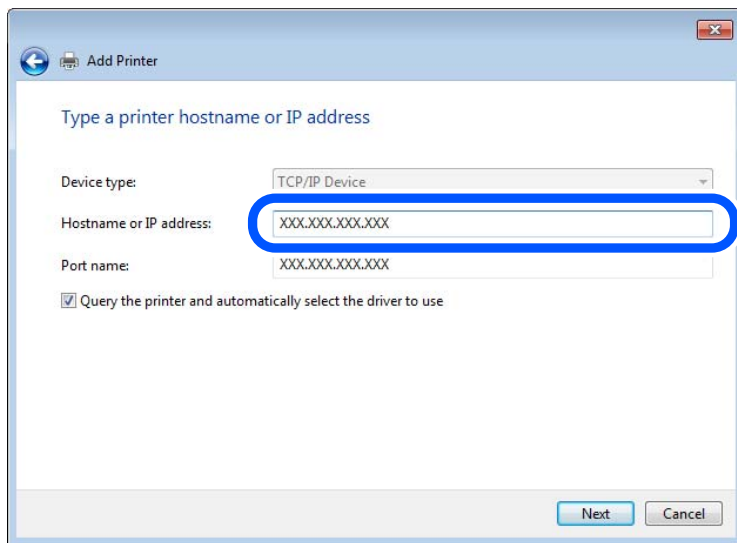 Add Printer
Type a printer hostname or IP address
Device type: TCP/IP Device
Hostname or IP address: XXX.XXX.XXX.XXX
Port name: XXX.XXX.XXX.XXX
Query the printer and automatically select the driver to use
Next Cancel